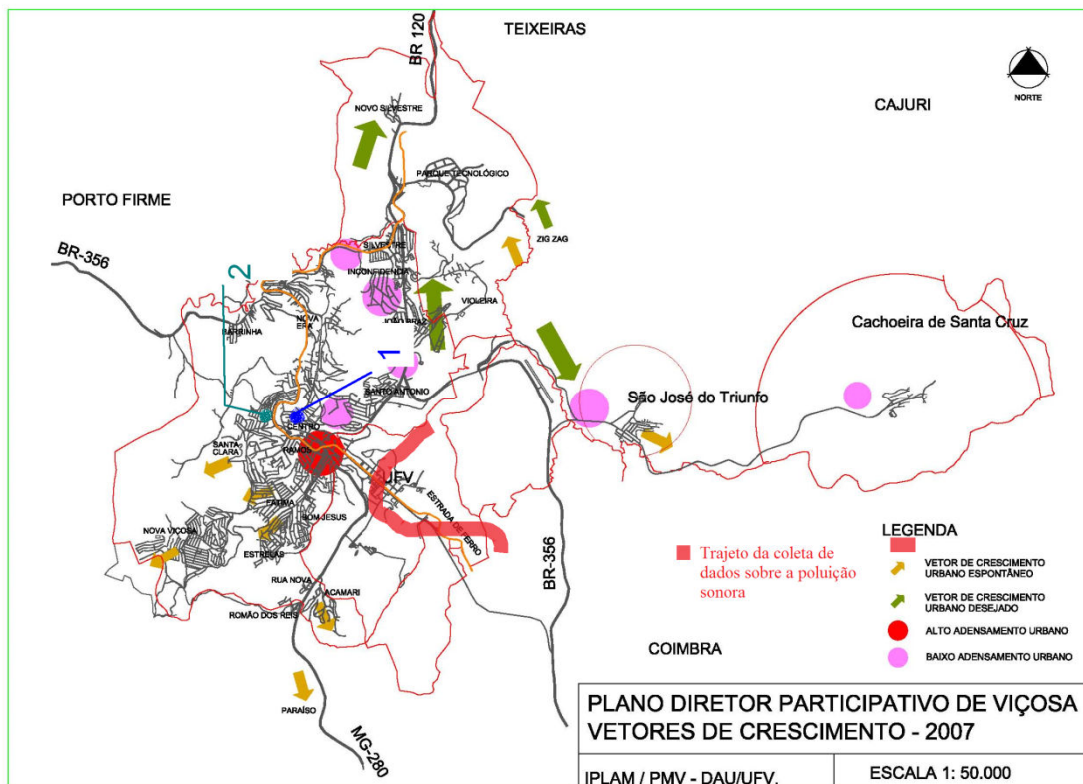 TEIXEIRAS
BR 120
NORTE
CAJURI
NOVO SILVESTRE
PARQUE TECNOLÓGICO
PORTO FIRME
BR-356
ZIG ZAG
SILVESTRE
INCONFIDENCIA
VIOLEIRA
2
NOVA ERA
JOÃO BRAZ
BARRINHA
Cachoeira de Santa Cruz
1
SANTO ANTONIO
São José do Triunfo
CENTRO
SANTA CLARA
RAMOS
UFV
FATIMA
BOM JESUS
ESTRADA DE FERRO
NOVA VIÇOSA
ESTRELAS
BR-356
RUA NOVA
ACAMARI
ROMÃO DOS REIS
PARAÍSO
MG-280
COIMBRA
Trajeto da coleta de
dados sobre a poluição
sonora
LEGENDA
VETOR DE CRESCIMENTO
URBANO ESPONTÂNEO
VETOR DE CRESCIMENTO
URBANO DESEJADO
ALTO ADENSAMENTO URBANO
BAIXO ADENSAMENTO URBANO
PLANO DIRETOR PARTICIPATIVO DE VIÇOSA
VETORES DE CRESCIMENTO - 2007
IPLAM / PMV - DAU/UFV.
ESCALA 1: 50.000